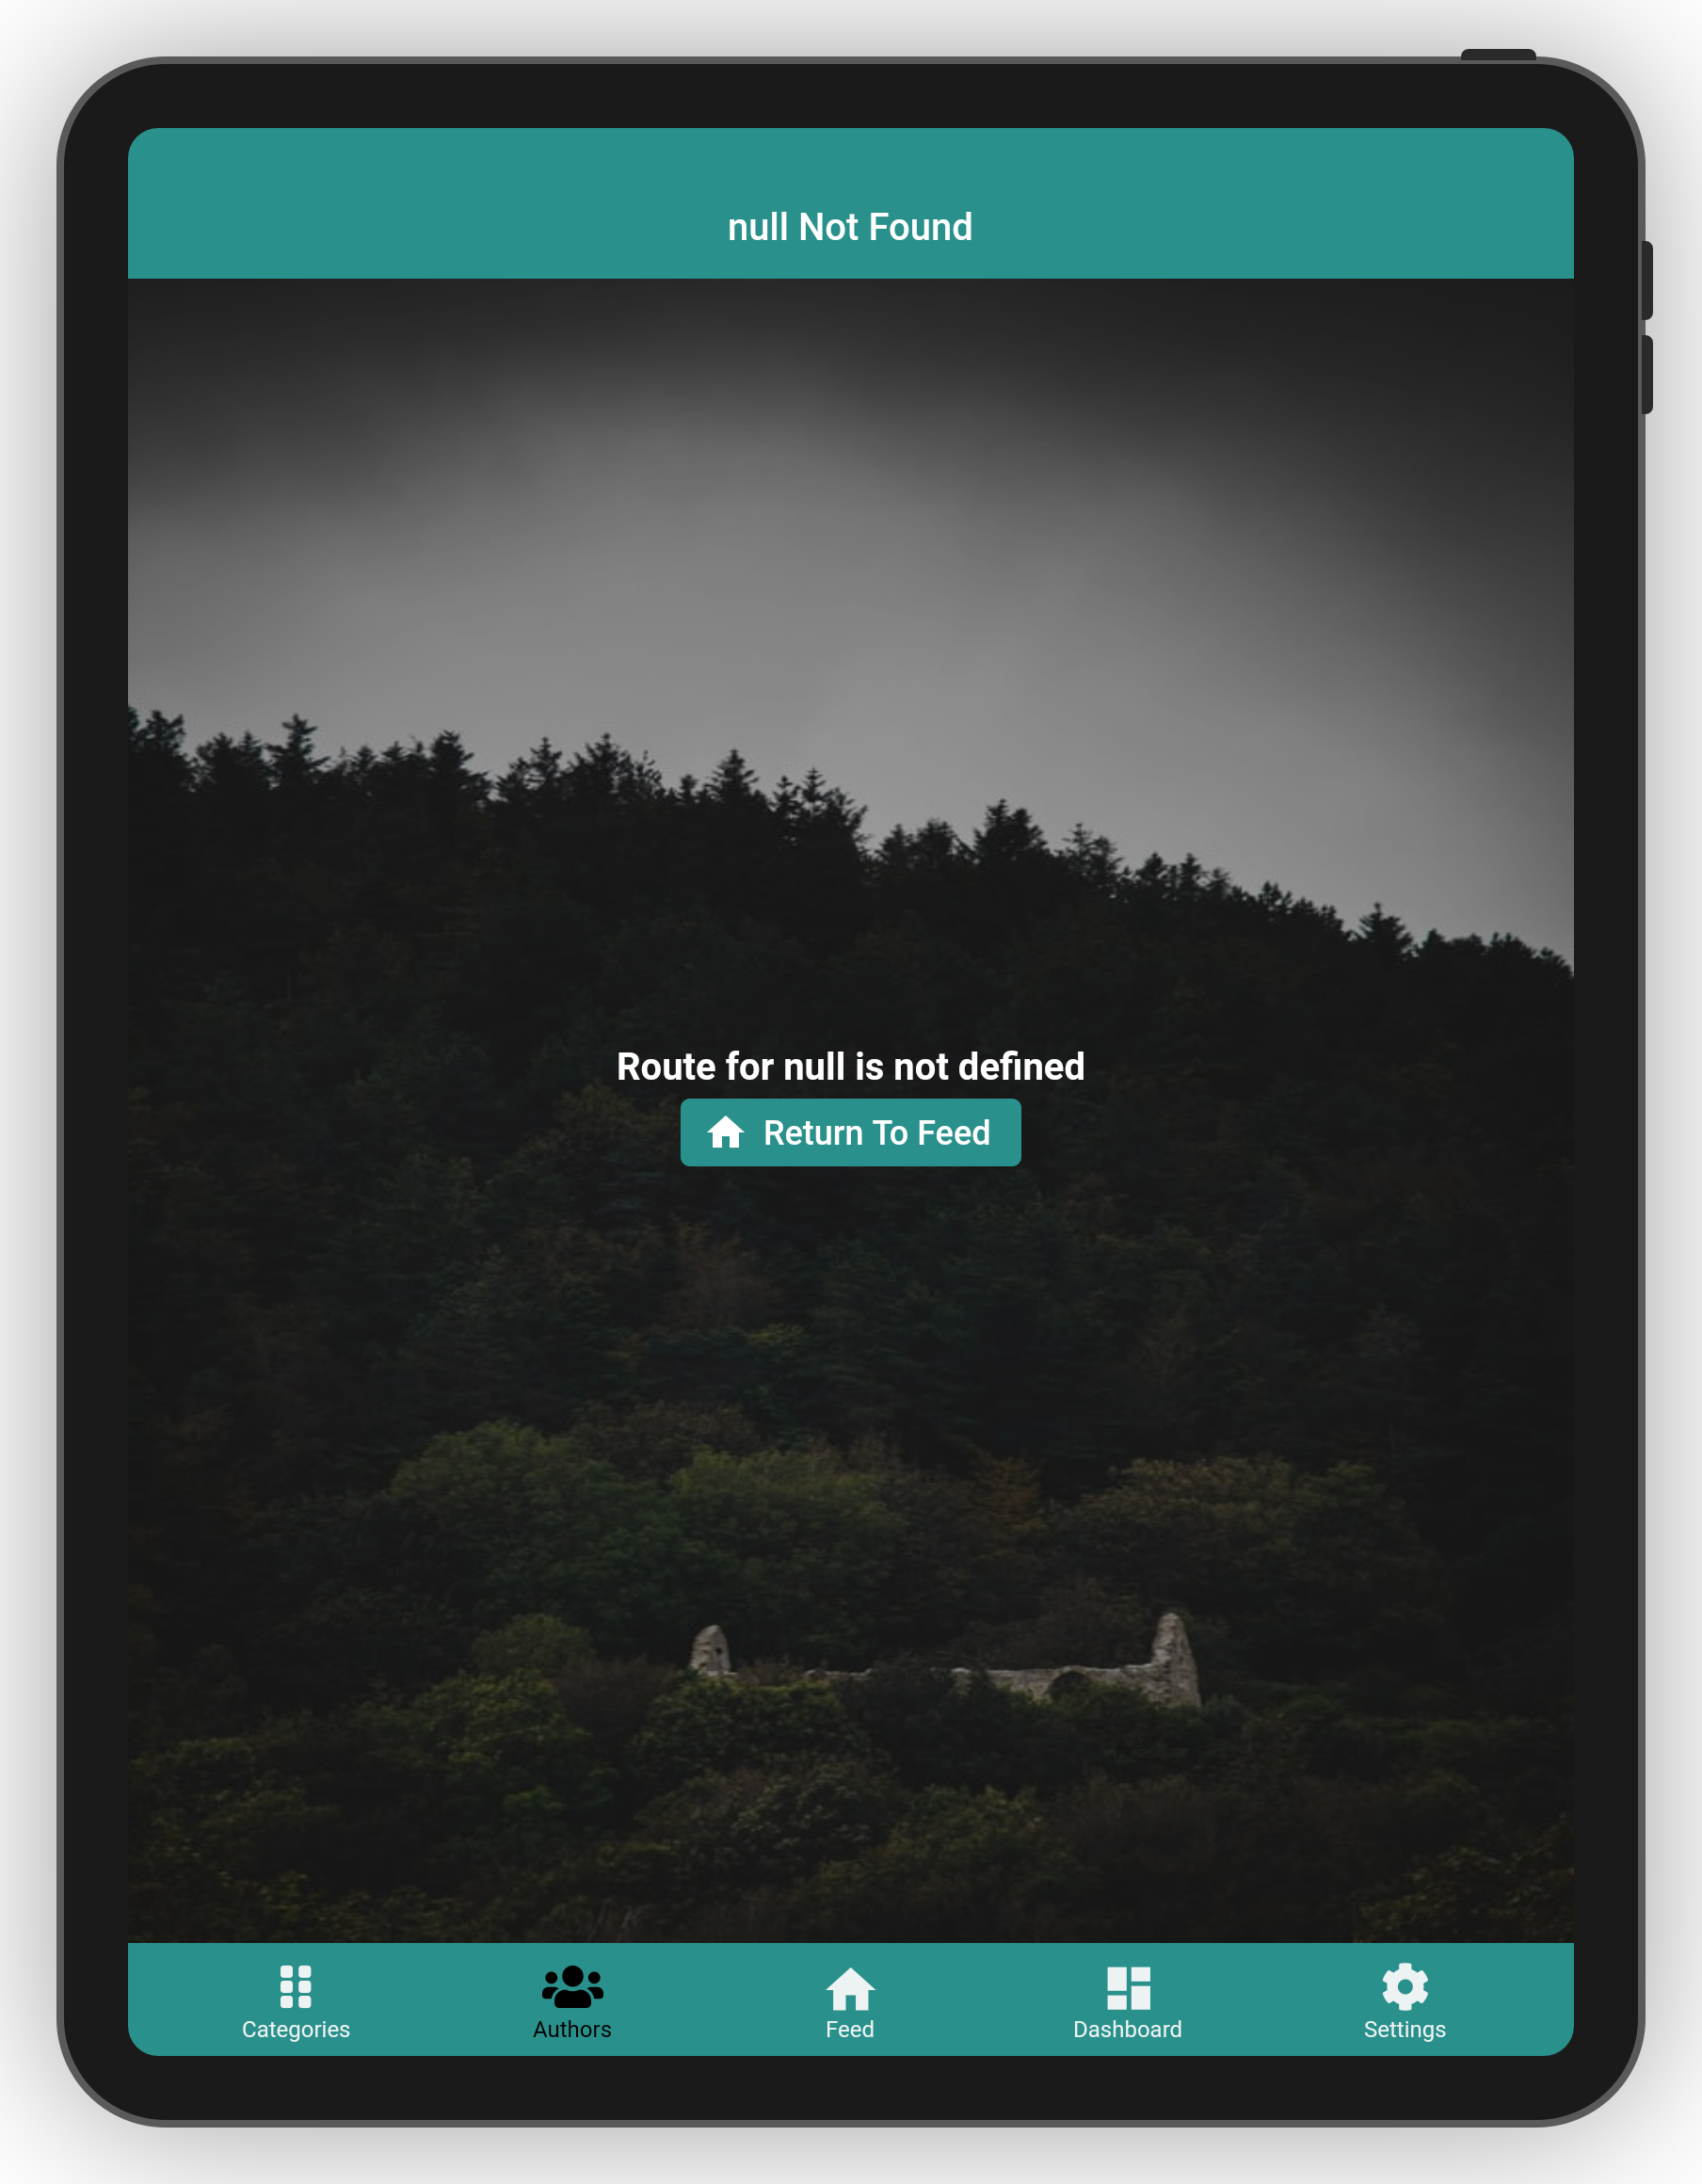 null Not Found
Route for null is not defined
Return To Feed
Categories
Authors
Feed
Dashboard
Settings